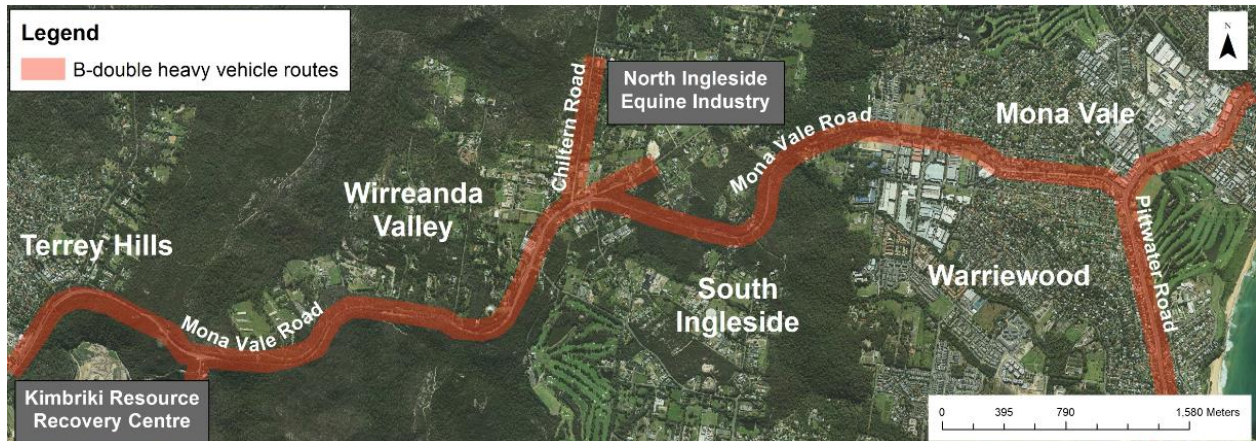 Legend
B-double heavy vehicle routes
N
North Ingleside
Equine Industry
Chiltern Road
Mona Vale Road
Mona Vale
Wirreanda
Valley
Terrey Hills
Mona Vale Road
South
Ingleside
Warriewood
Pittwater Road
Kimbriki Resource
Recovery Centre
0 395 790 1,580 Meters